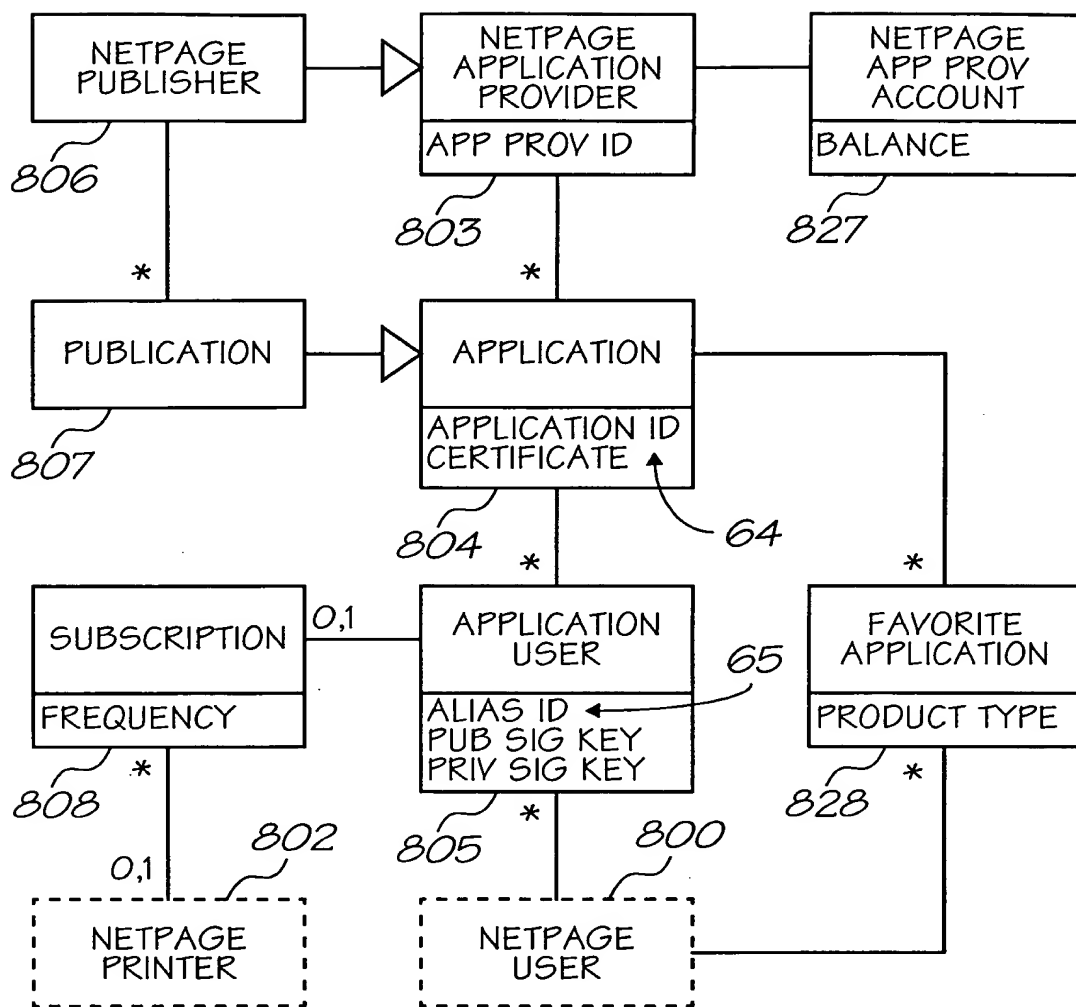 NETPAGE
PUBLISHER
806
NETPAGE
APPLICATION
PROVIDER
APP PROV ID
803
NETPAGE
APP PROV
ACCOUNT
BALANCE
827
*
*
PUBLICATION
807
APPLICATION
APPLICATION ID
CERTIFICATE
804
64
*
*
SUBSCRIPTION
FREQUENCY
808
0,1
APPLICATION
USER
65
ALIAS ID
PUB SIG KEY
PRIV SIG KEY
805
FAVORITE
APPLICATION
PRODUCT TYPE
828
*
*
*
802
800
0,1
NETPAGE
PRINTER
NETPAGE
USER